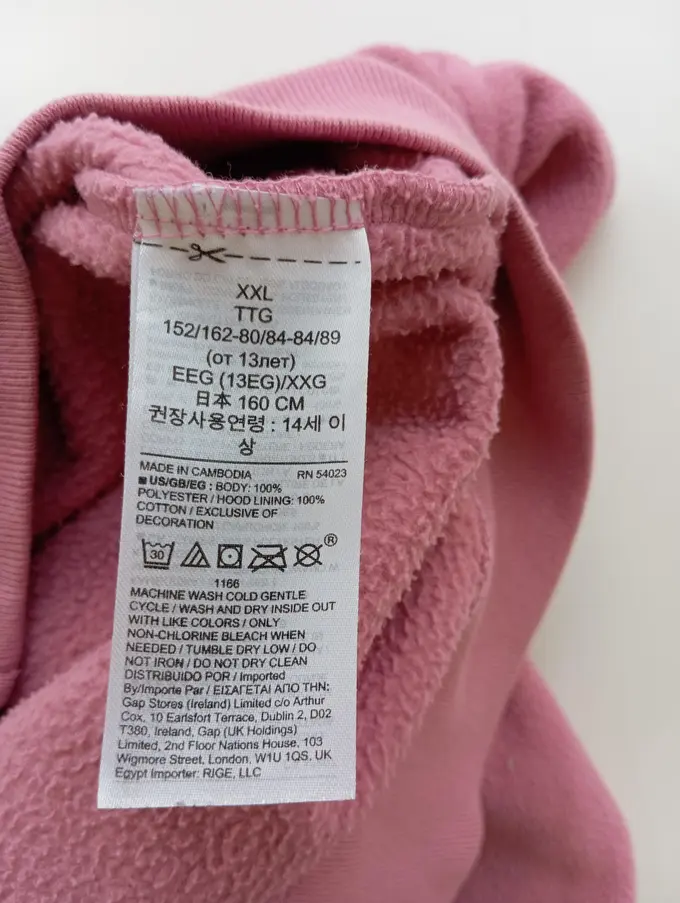 XXL
TTG
152/162-80/84-84/89
(от 13лет)
EEG (13EG)/XXG
日本 160 CM
권장사용연령 : 14세 이
상
MADE IN CAMBODIA RN 54023
■ US/GB/EG : BODY: 100%
POLYESTER / HOOD LINING: 100%
COTTON / EXCLUSIVE OF
DECORATION
30 ®
1166
MACHINE WASH COLD GENTLE
CYCLE / WASH AND DRY INSIDE OUT
WITH LIKE COLORS / ONLY
NON-CHLORINE BLEACH WHEN
NEEDED / TUMBLE DRY LOW / DO
NOT IRON / DO NOT DRY CLEAN
DISTRIBUIDO POR / Imported
By/Importe Par / ΕΙΣΑΓΕΤΑΙ ΑΠΟ ΤΗΝ:
Gap Stores (Ireland) Limited c/o Arthur
Cox, 10 Earlsfort Terrace, Dublin 2, D02
T380, Ireland, Gap (UK Holdings)
Limited, 2nd Floor Nations House, 103
Wigmore Street, London, W1U 1QS, UK
Egypt Importer: RIGE, LLC